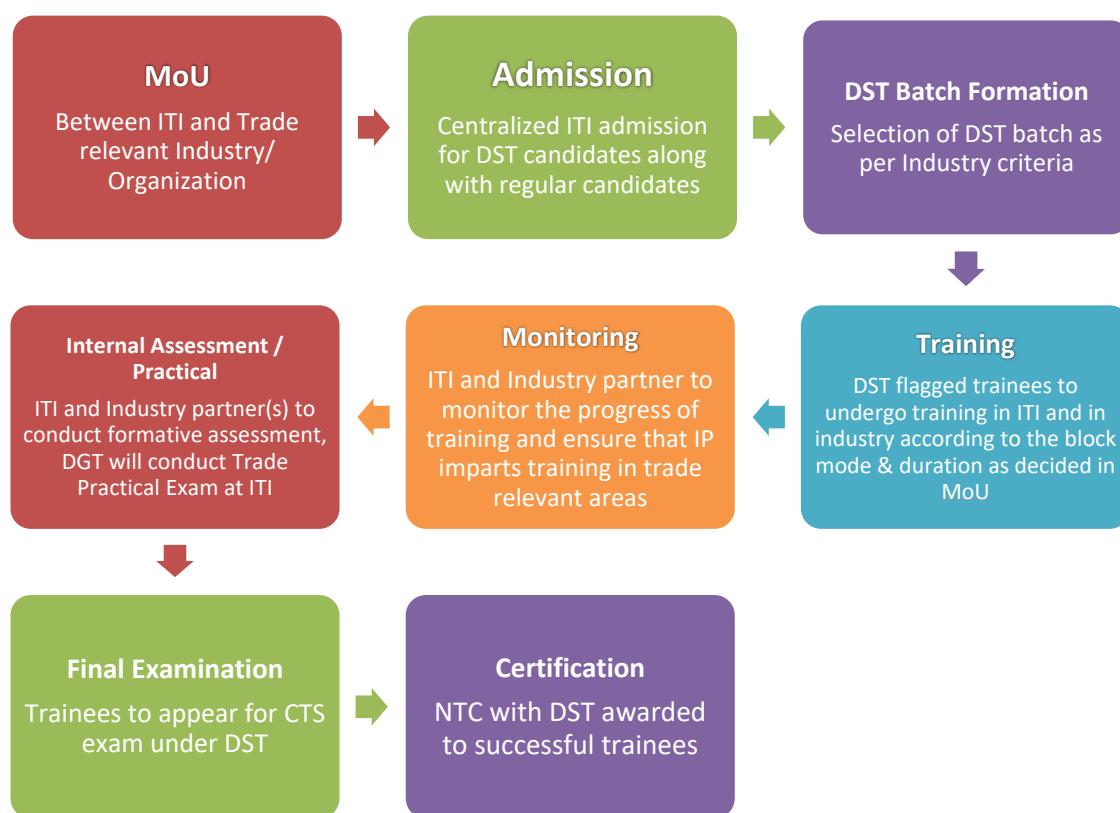 MoU
Between ITI and Trade
relevant Industry/
Organization
Admission
Centralized ITI admission
for DST candidates along
with regular candidates
DST Batch Formation
Selection of DST batch as
per Industry criteria
Training
DST flagged trainees to
undergo training in ITI and in
industry according to the block
mode & duration as decided in
MoU
Monitoring
ITI and Industry partner to
monitor the progress of
training and ensure that IP
imparts training in trade
relevant areas
Internal Assessment /
Practical
ITI and Industry partner(s) to
conduct formative assessment,
DGT will conduct Trade
Practical Exam at ITI
Final Examination
Trainees to appear for CTS
exam under DST
Certification
NTC with DST awarded
to successful trainees